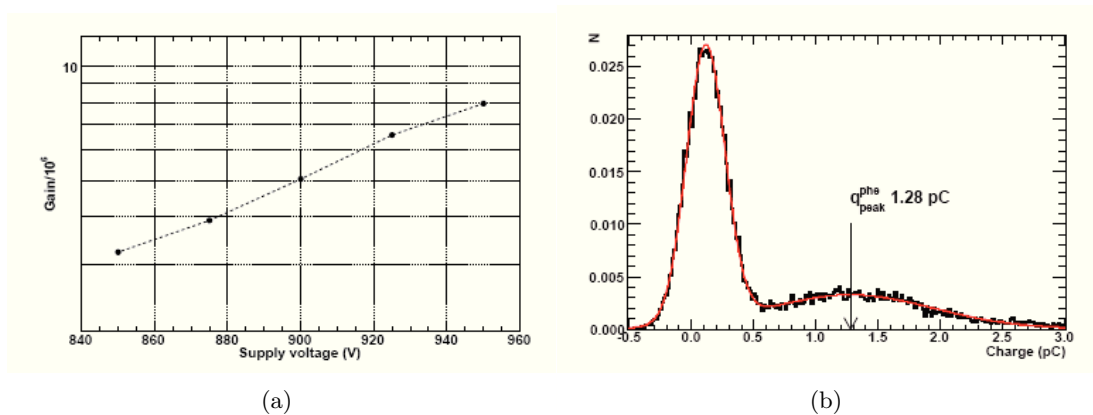 10
Gain/10⁶
840 860 880 900 920 940 960
Supply voltage (V)
(a)
N
0.025
0.020
0.015
0.010
0.005
0.000
q phe peak 1.28 pC
-0.5 0.0 0.5 1.0 1.5 2.0 2.5 3.0
Charge (pC)
(b)